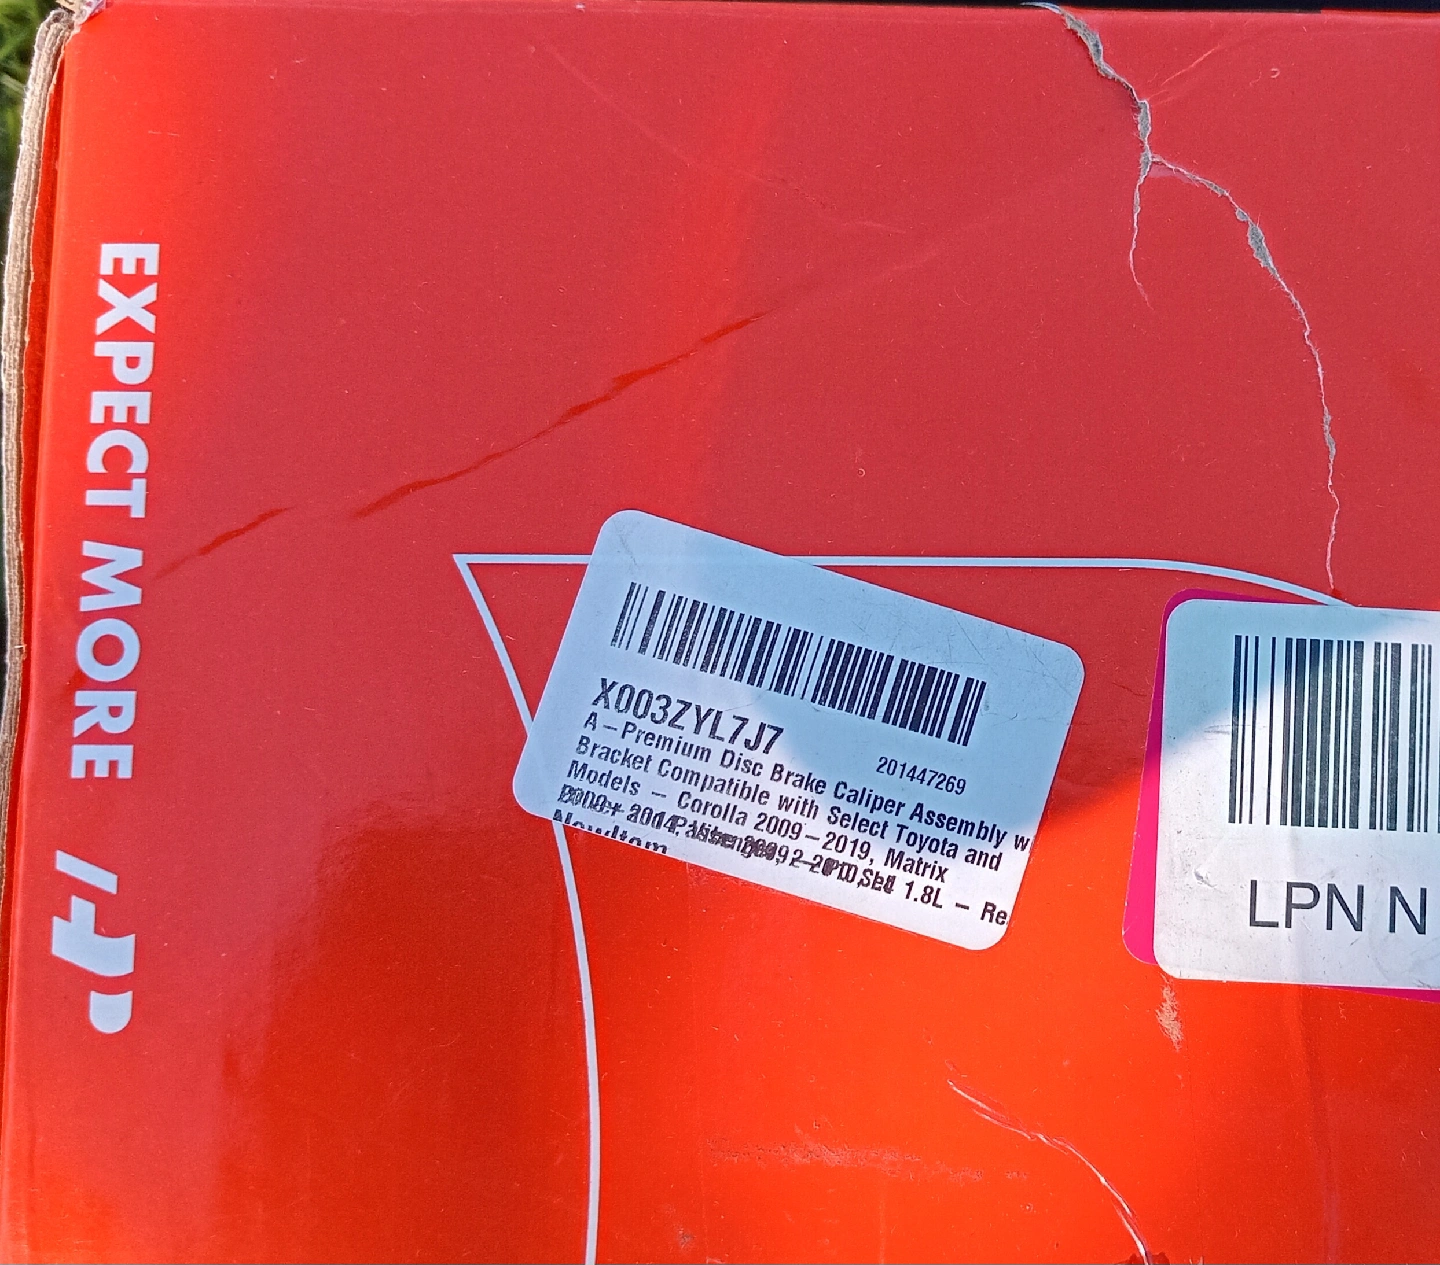 EXPECT MORE
X003ZYL7J7
201447269
A-Premium Disc Brake Caliper Assembly w
Bracket Compatible with Select Toyota and
Models - Corolla 2009-2019, Matrix
1.8L - Re
LPN N